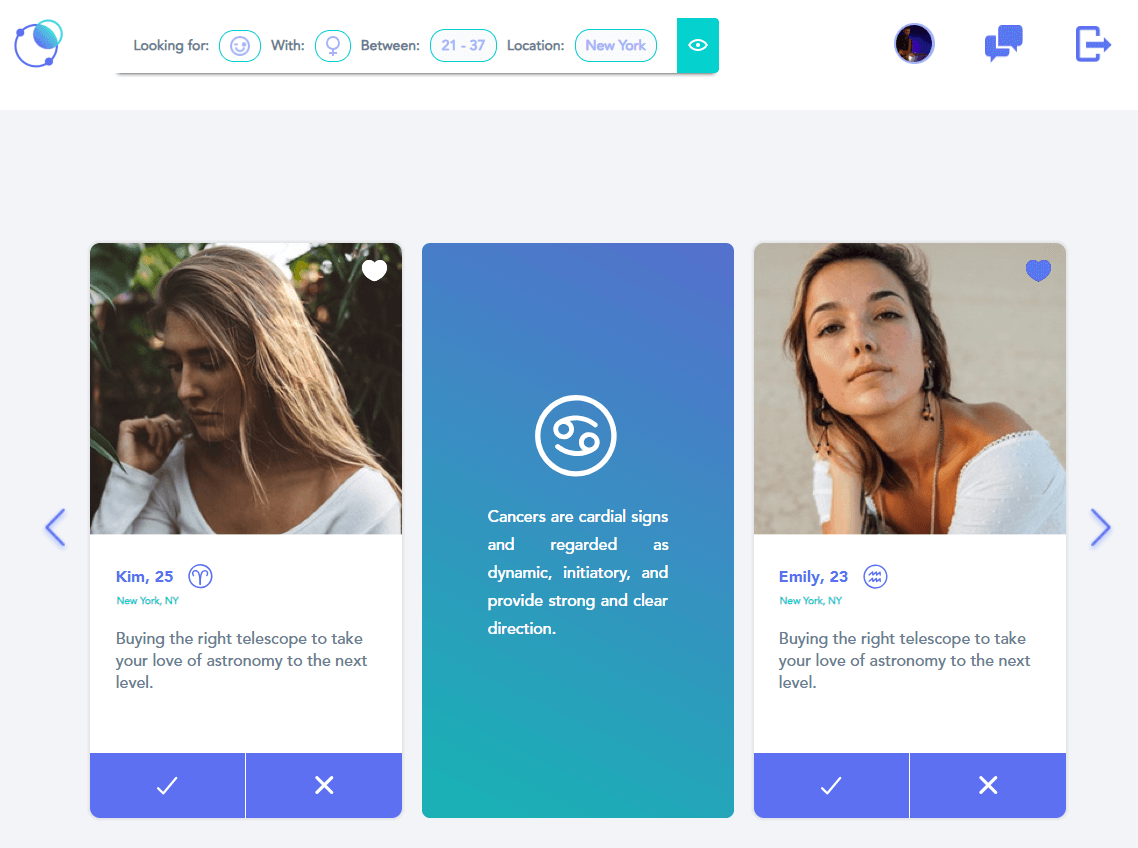 Looking for: With: Between: 21 - 37 Location: New York
Kim, 25
New York, NY
Buying the right telescope to take
your love of astronomy to the next
level.
Cancers are cardial signs
and regarded as
dynamic, initiatory, and
provide strong and clear
direction.
Emily, 23
New York, NY
Buying the right telescope to take
your love of astronomy to the next
level.